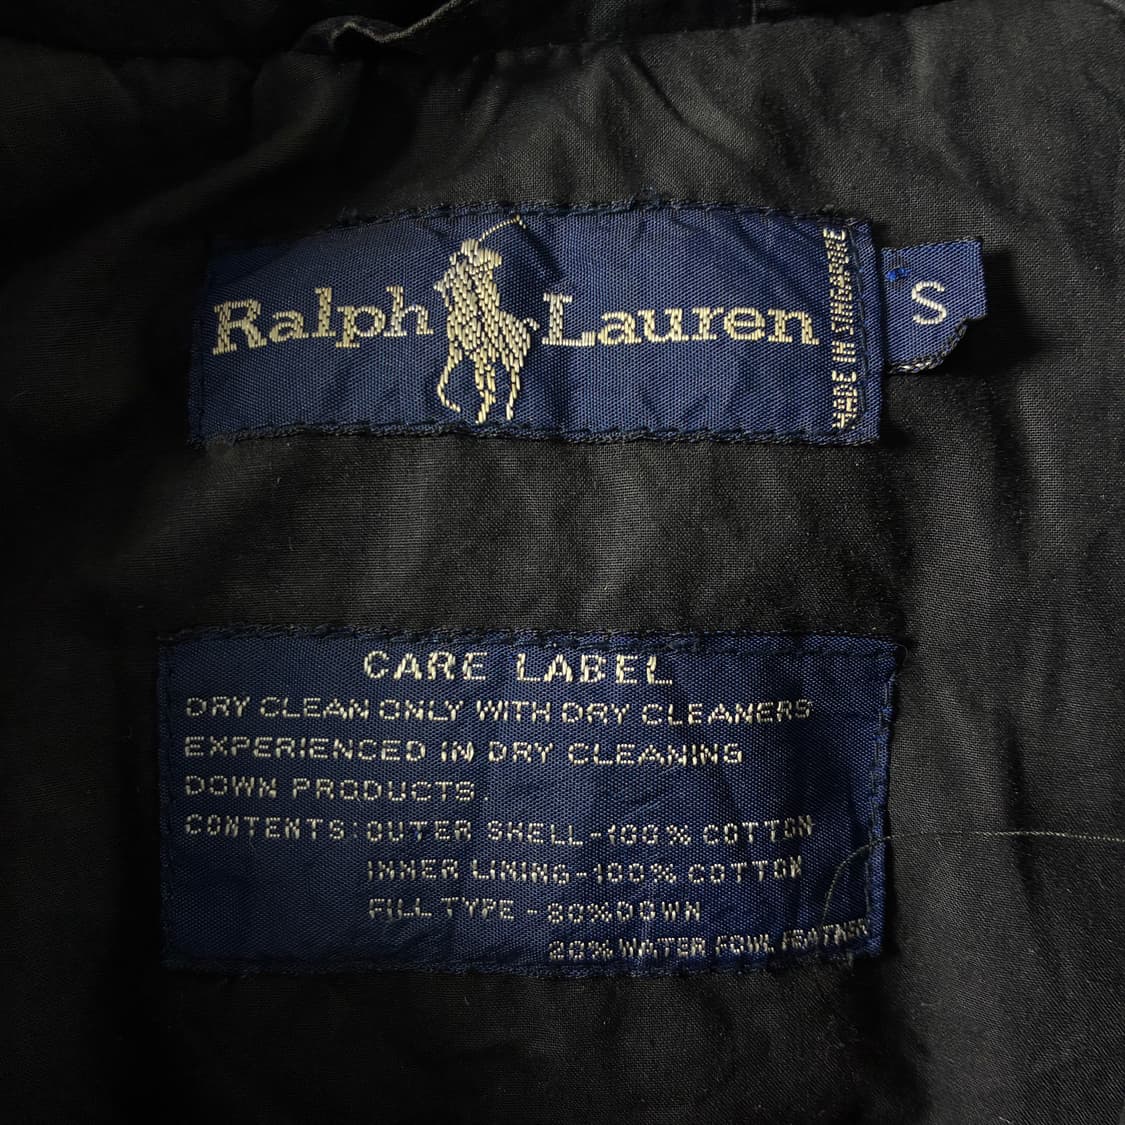 Ralph Lauren
MADE IN SINGAPORE
S
CARE LABEL
DRY CLEAN ONLY WITH DRY CLEANERS
EXPERIENCED IN DRY CLEANING
DOWN PRODUCTS.
CONTENTS: OUTER SHELL - 100% COTTON
INNER LINING - 100% COTTON
FILL TYPE - 80% DOWN
20% WATER FOWL FEATHER